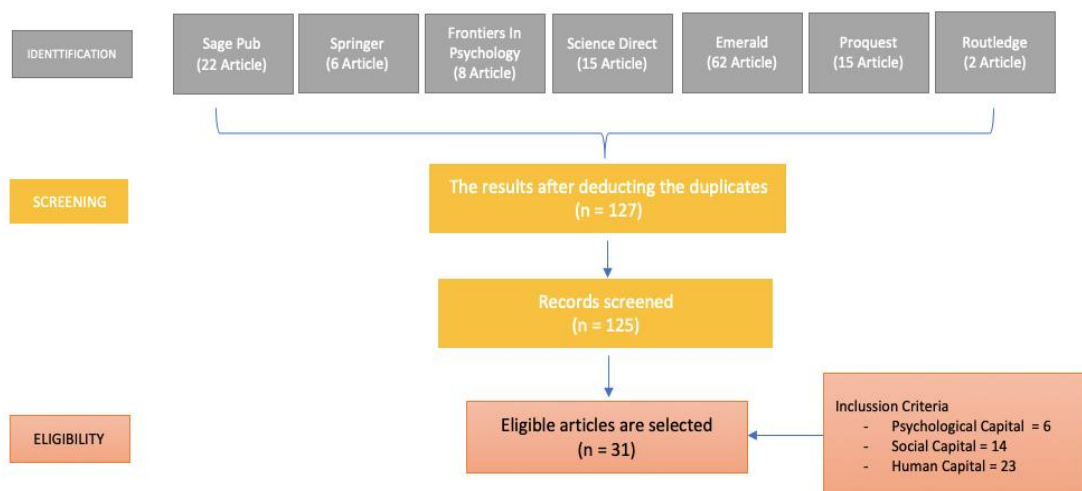 IDENTTIFICATION
Sage Pub
(22 Article)
Springer
(6 Article)
Frontiers In
Psychology
(8 Article)
Science Direct
(15 Article)
Emerald
(62 Article)
Proquest
(15 Article)
Routledge
(2 Article)
SCREENING
The results after deducting the duplicates
(n = 127)
Records screened
(n = 125)
ELIGIBILITY
Eligible articles are selected
(n = 31)
Inclussion Criteria
- Psychological Capital = 6
- Social Capital = 14
- Human Capital = 23